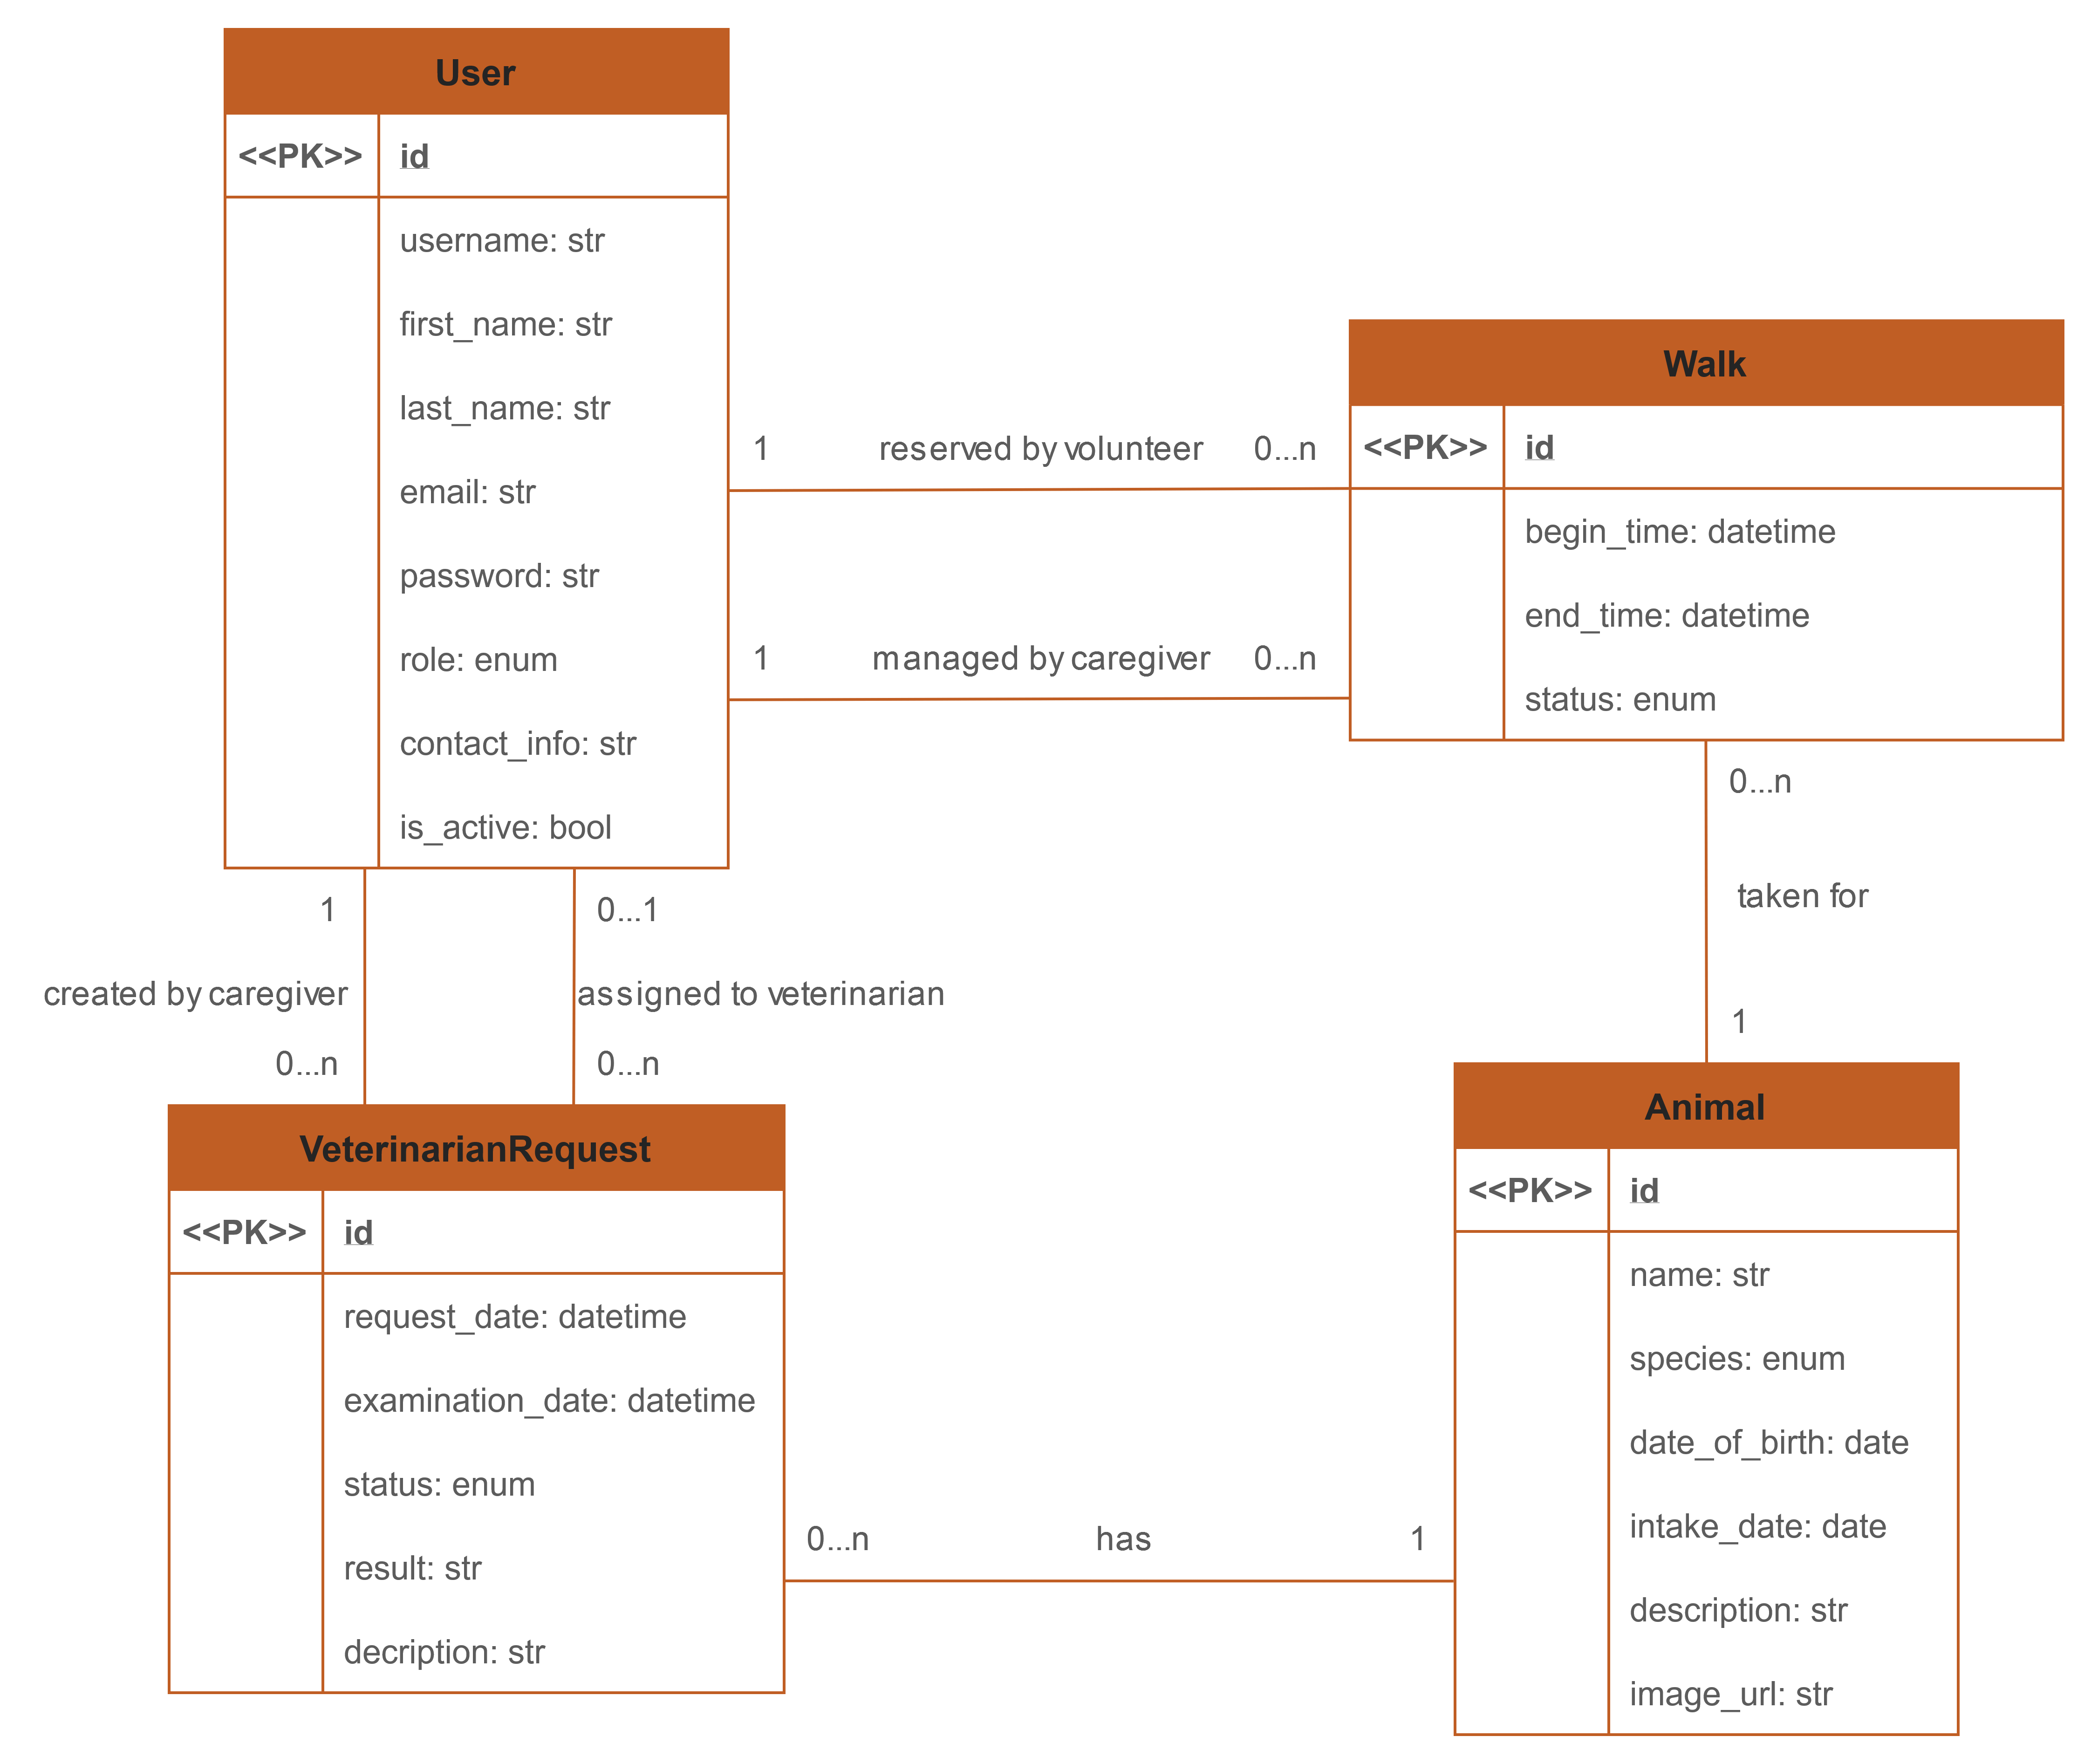 User
<<PK>> id
username: str
first_name: str
last_name: str
email: str
password: str
role: enum
contact_info: str
is_active: bool
1 reserved by volunteer 0...n
1 managed by caregiver 0...n
Walk
<<PK>> id
begin_time: datetime
end_time: datetime
status: enum
0...n
taken for
1
1
created by caregiver
0...n
0...1
assigned to veterinarian
0...n
VeterinarianRequest
<<PK>> id
request_date: datetime
examination_date: datetime
status: enum
result: str
decription: str
0...n has 1
Animal
<<PK>> id
name: str
species: enum
date_of_birth: date
intake_date: date
description: str
image_url: str